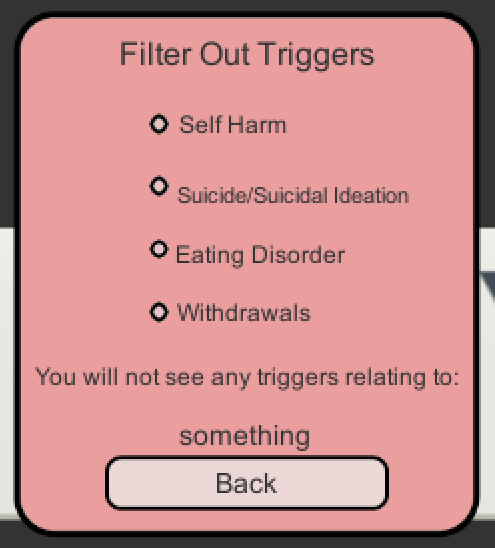 Filter Out Triggers
Self Harm
Suicide/Suicidal Ideation
Eating Disorder
Withdrawals
You will not see any triggers relating to:
something
Back